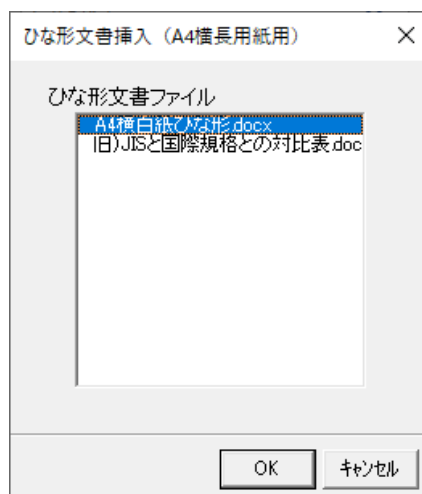 ひな形文書挿入（A4横長用紙用）
ひな形文書ファイル
A4横白紙ひな形.docx
旧)JISと国際規格との対比表.doc
OK
ｷｬﾝｾﾙ